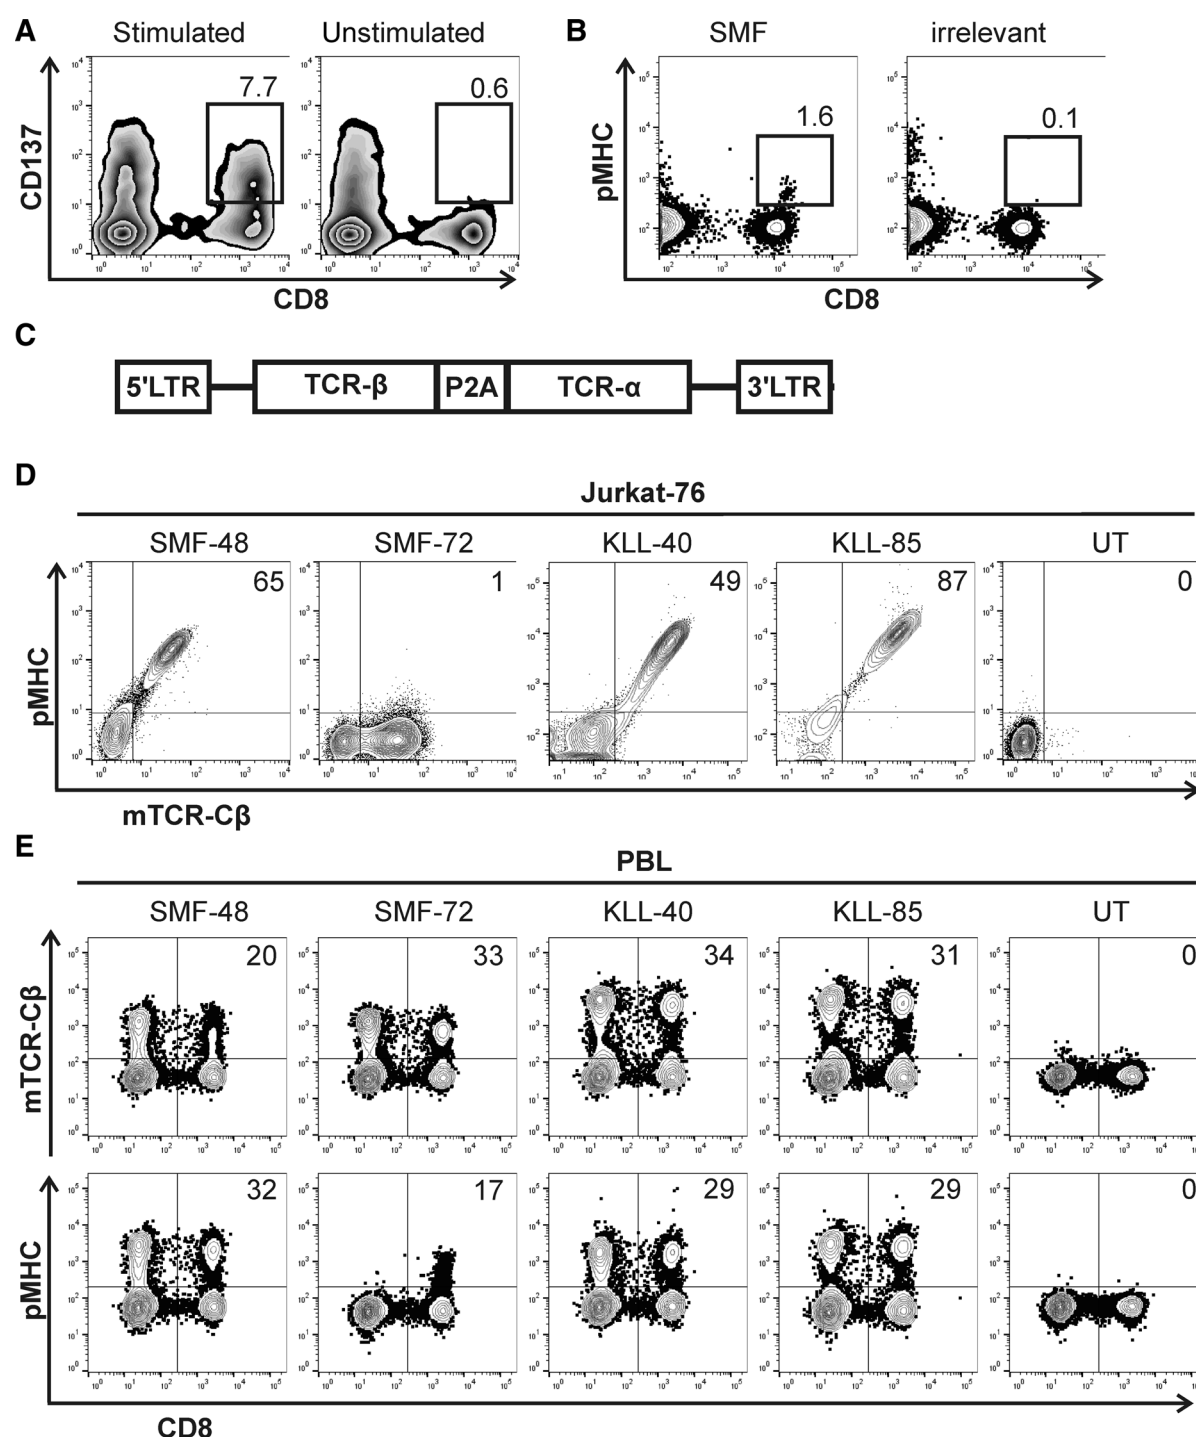 A Stimulated Unstimulated B SMF irrelevant
7.7 0.6 1.6 0.1
CD137
pMHC
CD8 CD8
C
5'LTR TCR-β P2A TCR-α 3'LTR
D
Jurkat-76
SMF-48 SMF-72 KLL-40 KLL-85 UT
65 1 49 87 0
pMHC
mTCR-Cβ
E
PBL
SMF-48 SMF-72 KLL-40 KLL-85 UT
20 33 34 31 0
mTCR-Cβ
32 17 29 29 0
pMHC
CD8